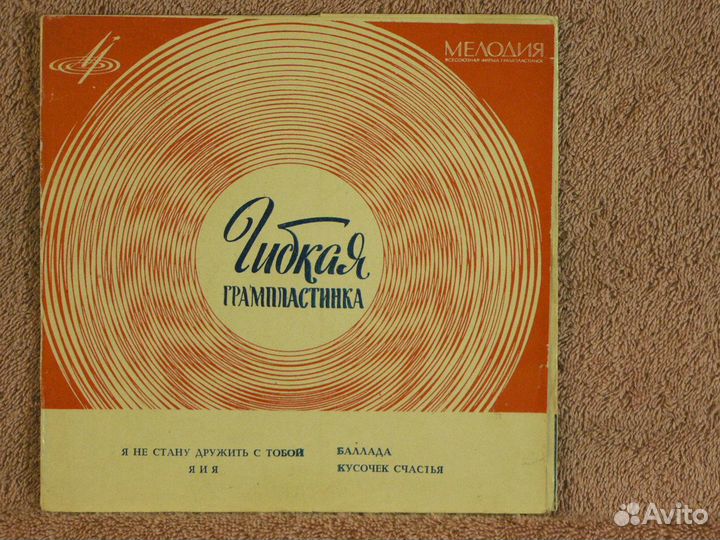 МЕЛОДИЯ
ВСЕСОЮЗНАЯ ФИРМА ГРАМПЛАСТИНОК
Гибкая
ГРАМПЛАСТИНКА
Я НЕ СТАНУ ДРУЖИТЬ С ТОБОЙ
Я И Я
БАЛЛАДА
КУСОЧЕК СЧАСТЬЯ
Avito